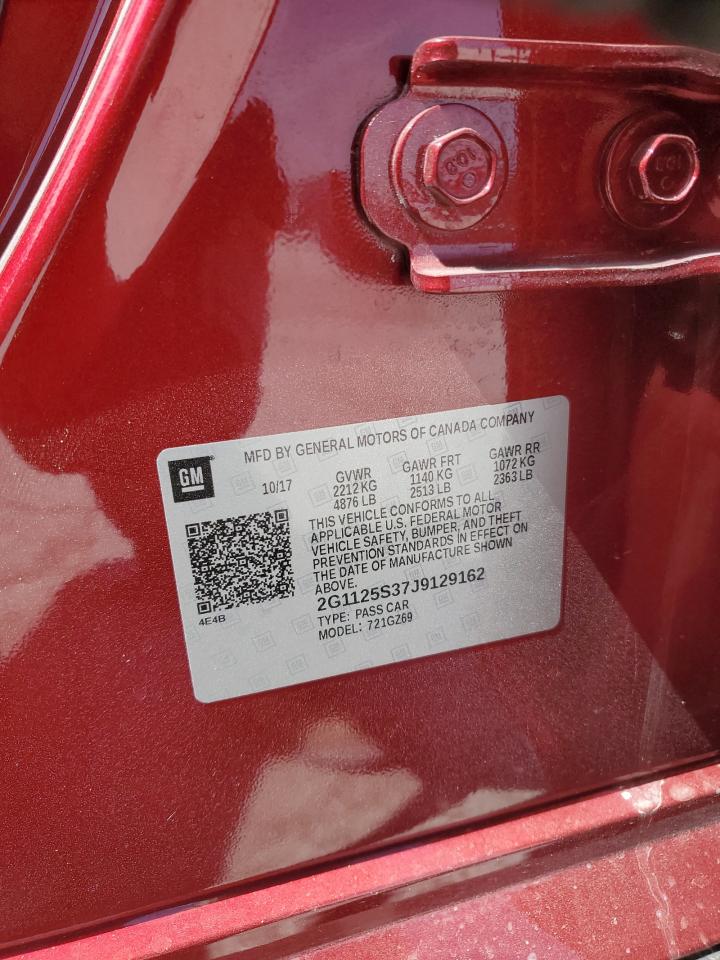 MFD BY GENERAL MOTORS OF CANADA COMPANY
GM
10/17
GVWR
2212 KG
4876 LB
GAWR FRT
1140 KG
2513 LB
GAWR RR
1072 KG
2363 LB
THIS VEHICLE CONFORMS TO ALL
APPLICABLE U.S. FEDERAL MOTOR
VEHICLE SAFETY, BUMPER, AND THEFT
PREVENTION STANDARDS IN EFFECT ON
THE DATE OF MANUFACTURE SHOWN
ABOVE.
2G1125S37J9129162
4E4B
TYPE: PASS CAR
MODEL: 721GZ69